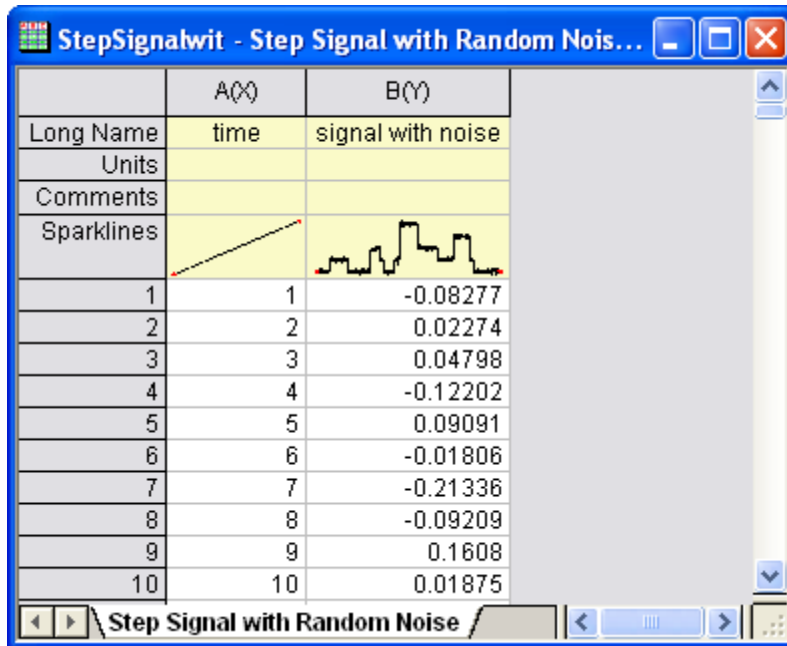 StepSignalwit - Step Signal with Random Nois...
A(X) B(Y)
Long Name time signal with noise
Units
Comments
Sparklines
1 1 -0.08277
2 2 0.02274
3 3 0.04798
4 4 -0.12202
5 5 0.09091
6 6 -0.01806
7 7 -0.21336
8 8 -0.09209
9 9 0.1608
10 10 0.01875
Step Signal with Random Noise